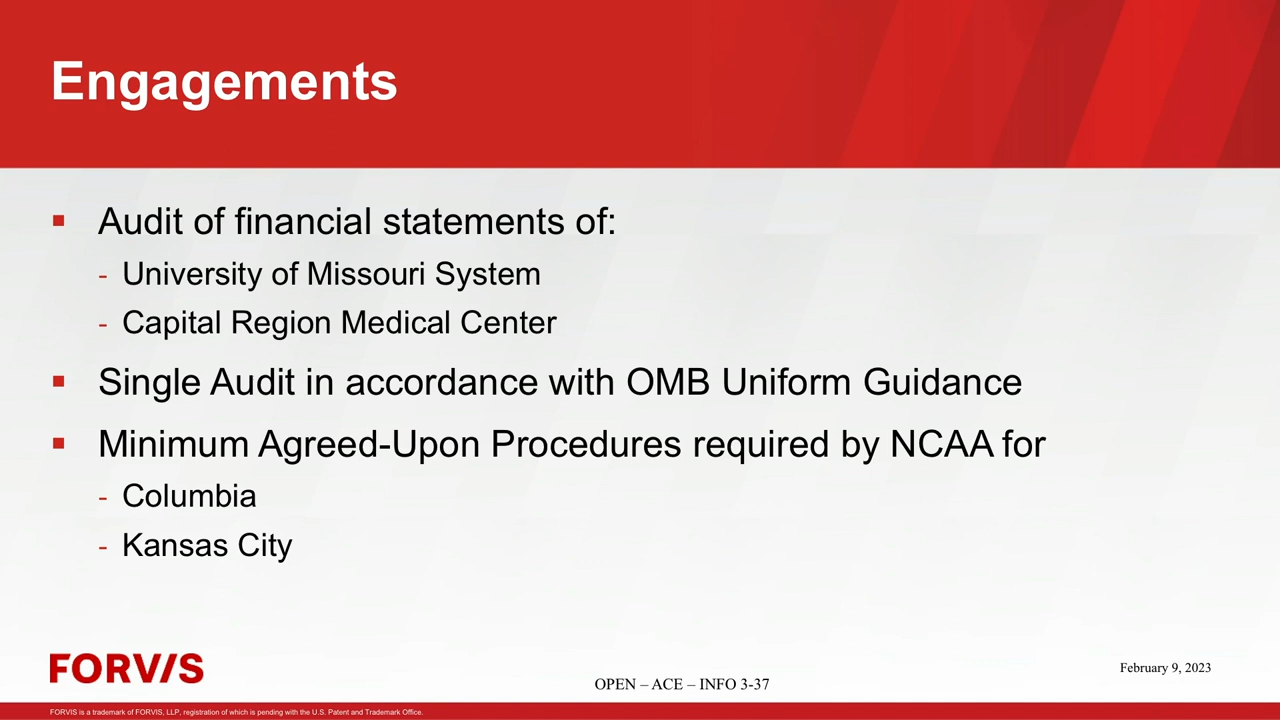 Engagements
▪ Audit of financial statements of:
- University of Missouri System
- Capital Region Medical Center
▪ Single Audit in accordance with OMB Uniform Guidance
▪ Minimum Agreed-Upon Procedures required by NCAA for
- Columbia
- Kansas City
FORV/S
February 9, 2023
OPEN – ACE – INFO 3-37
FORVIS is a trademark of FORVIS, LLP, registration of which is pending with the U.S. Patent and Trademark Office.